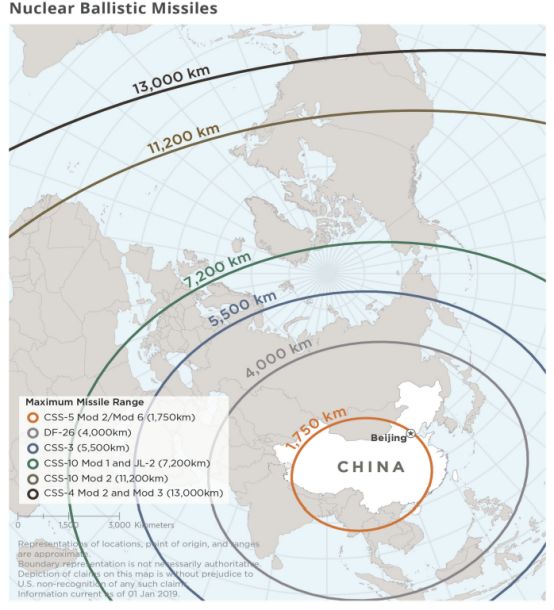 Nuclear Ballistic Missiles
13,000 km
11,200 km
7,200 km
5,500 km
4,000 km
1,750 km
Beijing
CHINA
Maximum Missile Range
CSS-5 Mod 2/Mod 6 (1,750km)
DF-26 (4,000km)
CSS-3 (5,500km)
CSS-10 Mod 1 and JL-2 (7,200km)
CSS-10 Mod 2 (11,200km)
CSS-4 Mod 2 and Mod 3 (13,000km)
0 1,500 3,000 Kilometers
Representations of locations, point of origin, and ranges
are approximate.
Boundary representation is not necessarily authoritative.
Depiction of claims on this map is without prejudice to
U.S. non-recognition of any such claims.
Information current as of 01 Jan 2019.